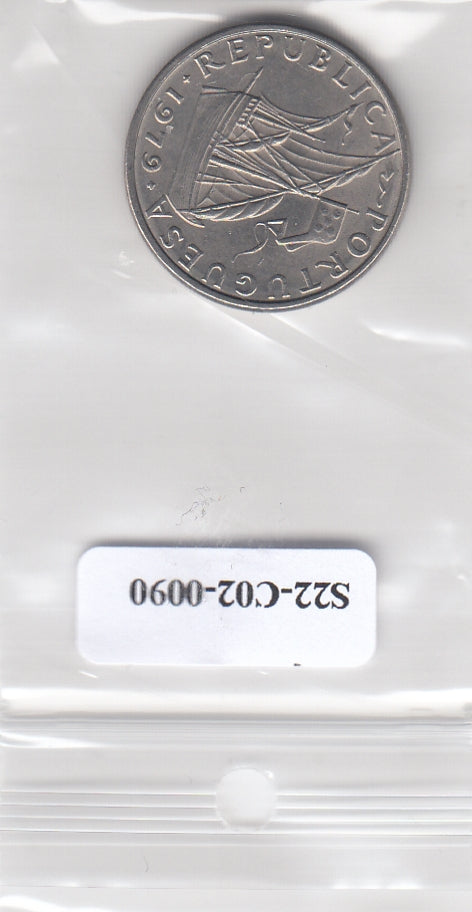 REPUBLICA PORTUGUESA
1979
S22-C02-0090